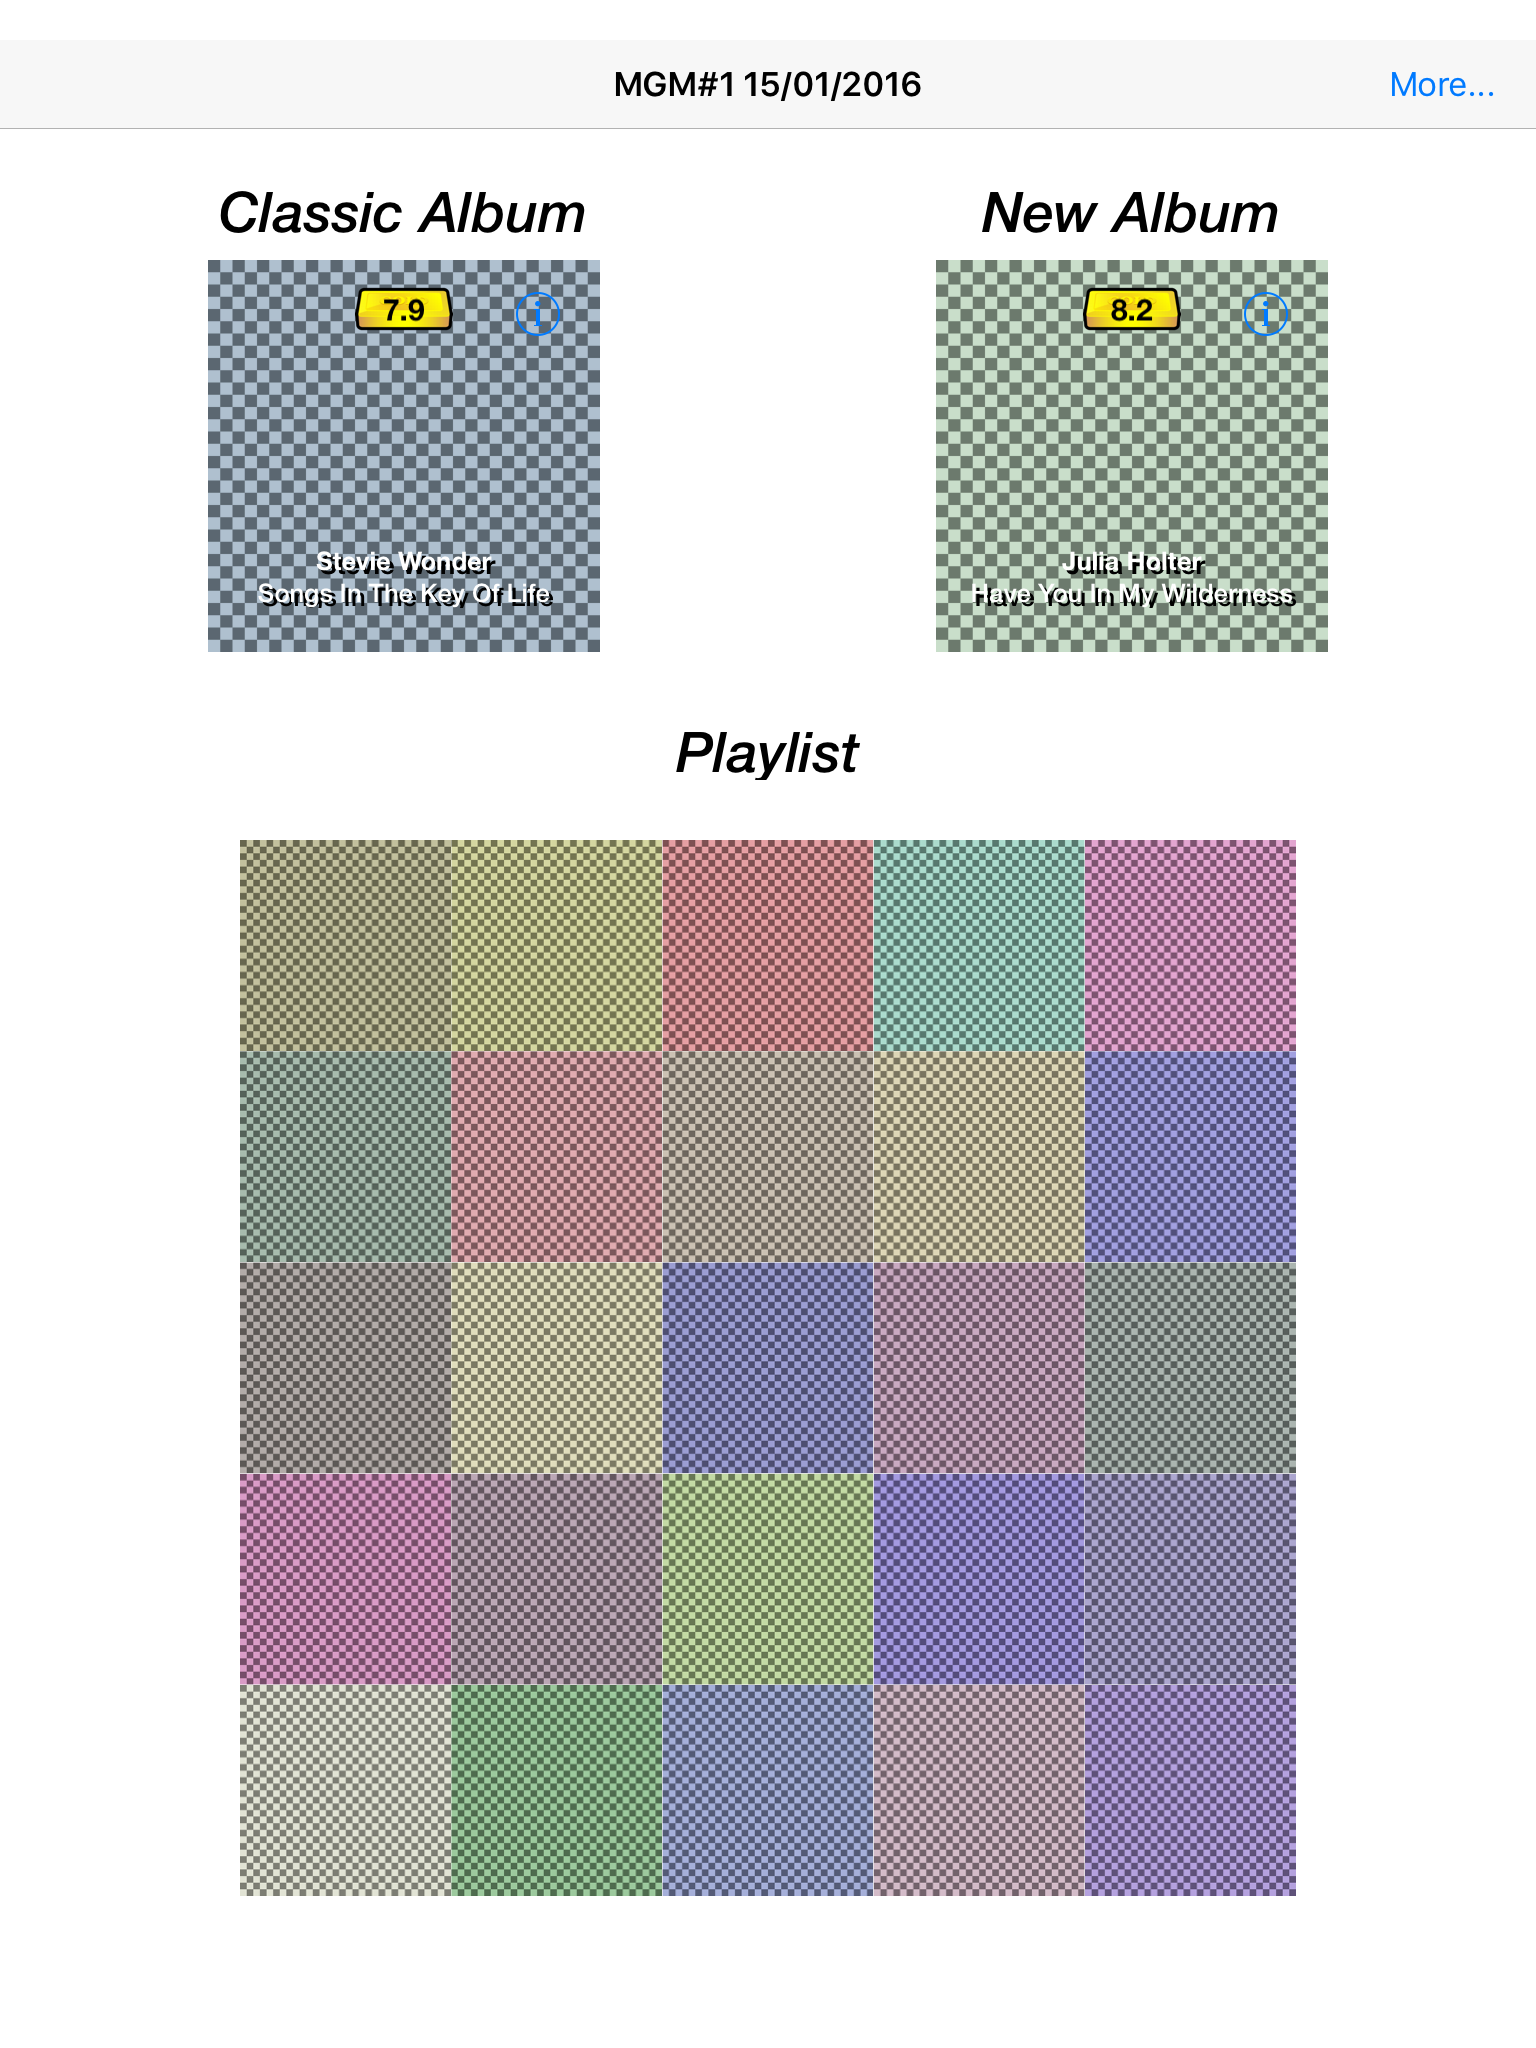 MGM#1 15/01/2016
More...
Classic Album
New Album
7.9
i
8.2
i
Stevie Wonder
Songs In The Key Of Life
Julia Holter
Have You In My Wilderness
Playlist